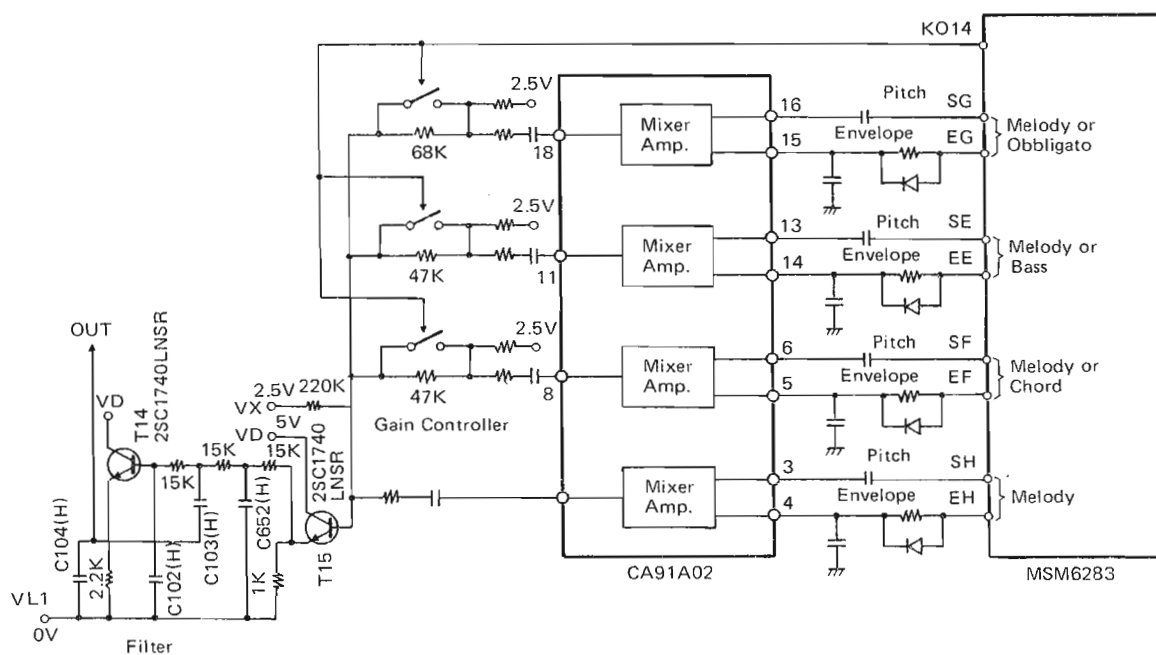 KO14
2.5V
68K
18
Mixer
Amp.
16
15
Pitch
SG
Envelope
EG
Melody or
Obbligato
2.5V
47K
11
Mixer
Amp.
13
14
Pitch
SE
Envelope
EE
Melody or
Bass
2.5V
47K
8
Mixer
Amp.
6
5
Pitch
SF
Envelope
EF
Melody or
Chord
Gain Controller
Mixer
Amp.
3
4
Pitch
SH
Envelope
EH
Melody
CA91A02
MSM6283
OUT
VD
T14
2SC1740LNSR
2.5V
VX
220K
5V
VD
15K
15K
15K
2SC1740
LNSR
T15
C104(H)
2.2K
C102(H)
C103(H)
C652(H)
1K
VL1
0V
Filter